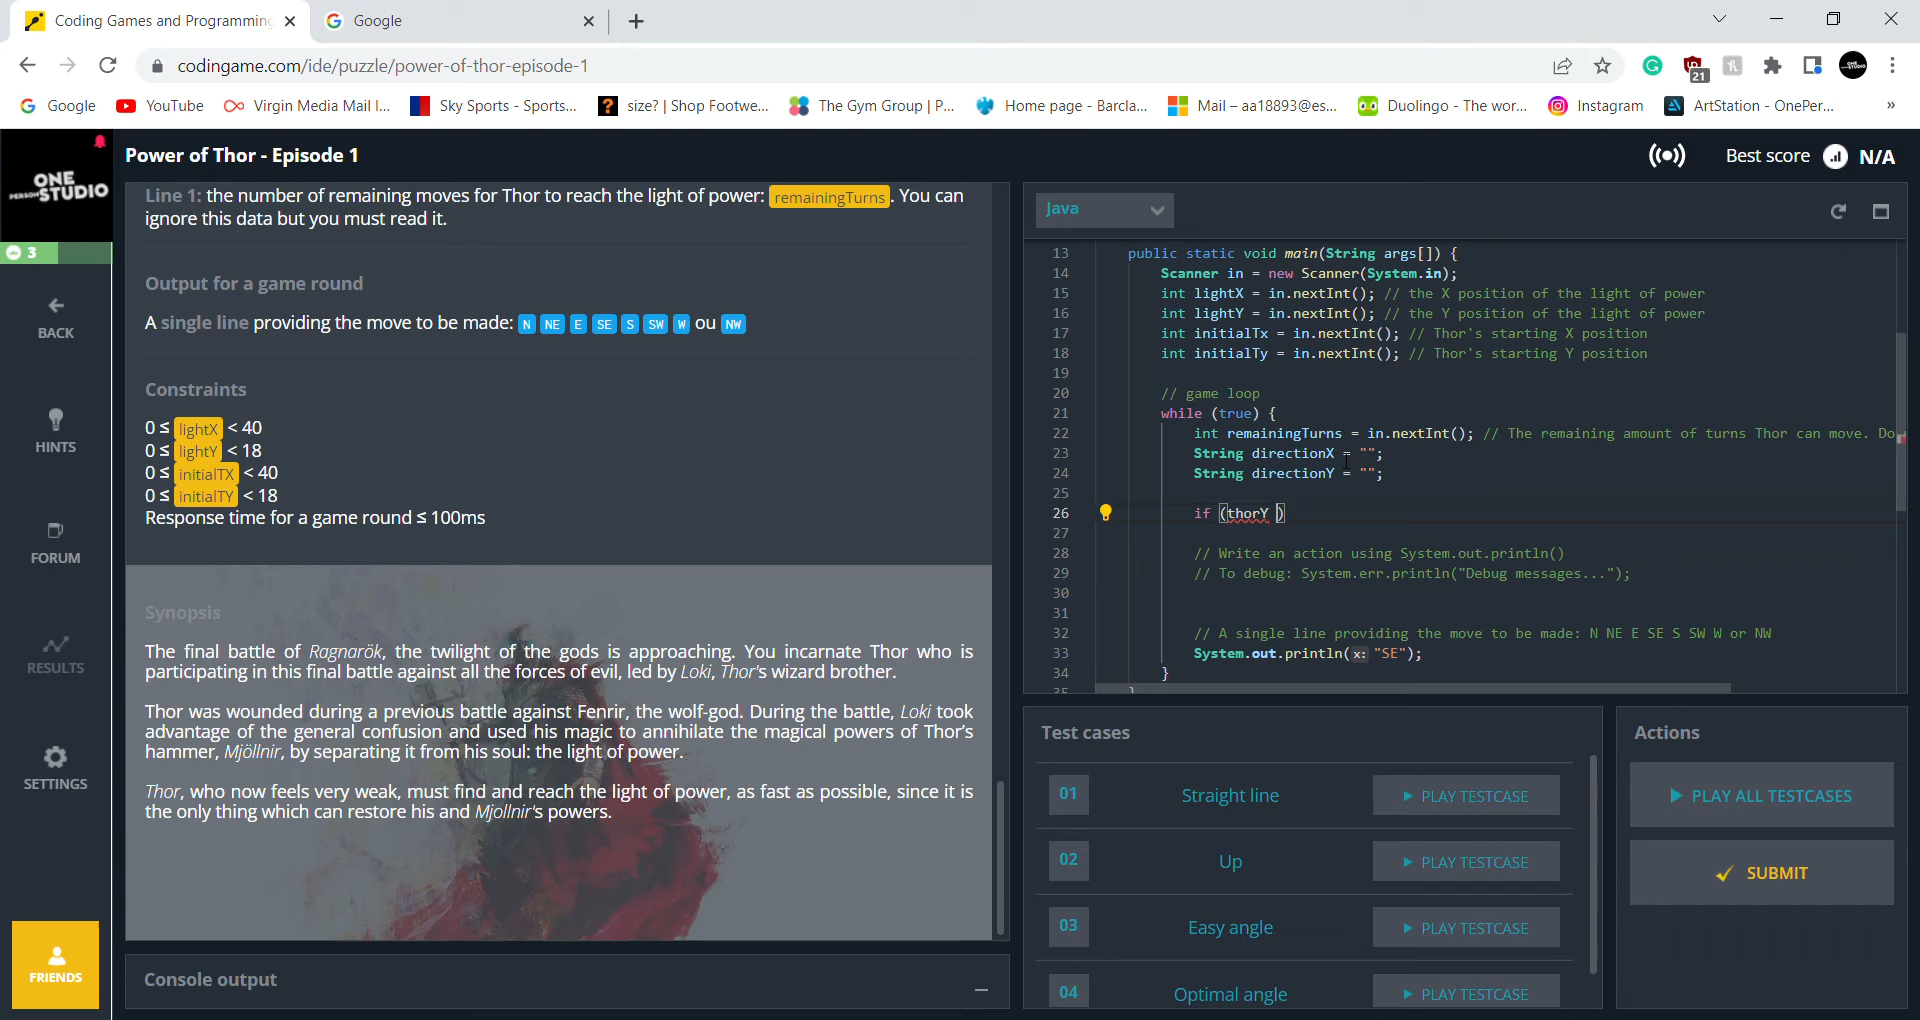 Coding Games and Programming
Google
codingame.com/ide/puzzle/power-of-thor-episode-1
21
Google
YouTube
Virgin Media Mail l...
Sky Sports - Sports...
size? | Shop Footwe...
The Gym Group | P...
Home page - Barcla...
Mail – aa18893@es...
Duolingo - The wor...
Instagram
ArtStation - OnePer...
»
ONE
PERSON STUDIO
3
BACK
HINTS
FORUM
RESULTS
SETTINGS
FRIENDS
Power of Thor - Episode 1
Best score N/A
Line 1: the number of remaining moves for Thor to reach the light of power: remainingTurns. You can
ignore this data but you must read it.
Output for a game round
A single line providing the move to be made: N NE E SE S SW W ou NW
Constraints
0 ≤ lightX < 40
0 ≤ lightY < 18
0 ≤ initialTX < 40
0 ≤ initialTY < 18
Response time for a game round ≤ 100ms
Synopsis
The final battle of Ragnarök, the twilight of the gods is approaching. You incarnate Thor who is
participating in this final battle against all the forces of evil, led by Loki, Thor's wizard brother.
Thor was wounded during a previous battle against Fenrir, the wolf-god. During the battle, Loki took
advantage of the general confusion and used his magic to annihilate the magical powers of Thor's
hammer, Mjöllnir, by separating it from his soul: the light of power.
Thor, who now feels very weak, must find and reach the light of power, as fast as possible, since it is
the only thing which can restore his and Mjollnir's powers.
Console output
Java
13 public static void main(String args[]) {
14 Scanner in = new Scanner(System.in);
15 int lightX = in.nextInt(); // the X position of the light of power
16 int lightY = in.nextInt(); // the Y position of the light of power
17 int initialTx = in.nextInt(); // Thor's starting X position
18 int initialTy = in.nextInt(); // Thor's starting Y position
19
20 // game loop
21 while (true) {
22 int remainingTurns = in.nextInt(); // The remaining amount of turns Thor can move. Do
23 String directionX = "";
24 String directionY = "";
25
26 if (thorY )
27
28 // Write an action using System.out.println()
29 // To debug: System.err.println("Debug messages...");
30
31
32 // A single line providing the move to be made: N NE E SE S SW W or NW
33 System.out.println(x: "SE");
34 }
35 }
Test cases
01 Straight line PLAY TESTCASE
02 Up PLAY TESTCASE
03 Easy angle PLAY TESTCASE
04 Optimal angle PLAY TESTCASE
Actions
PLAY ALL TESTCASES
SUBMIT